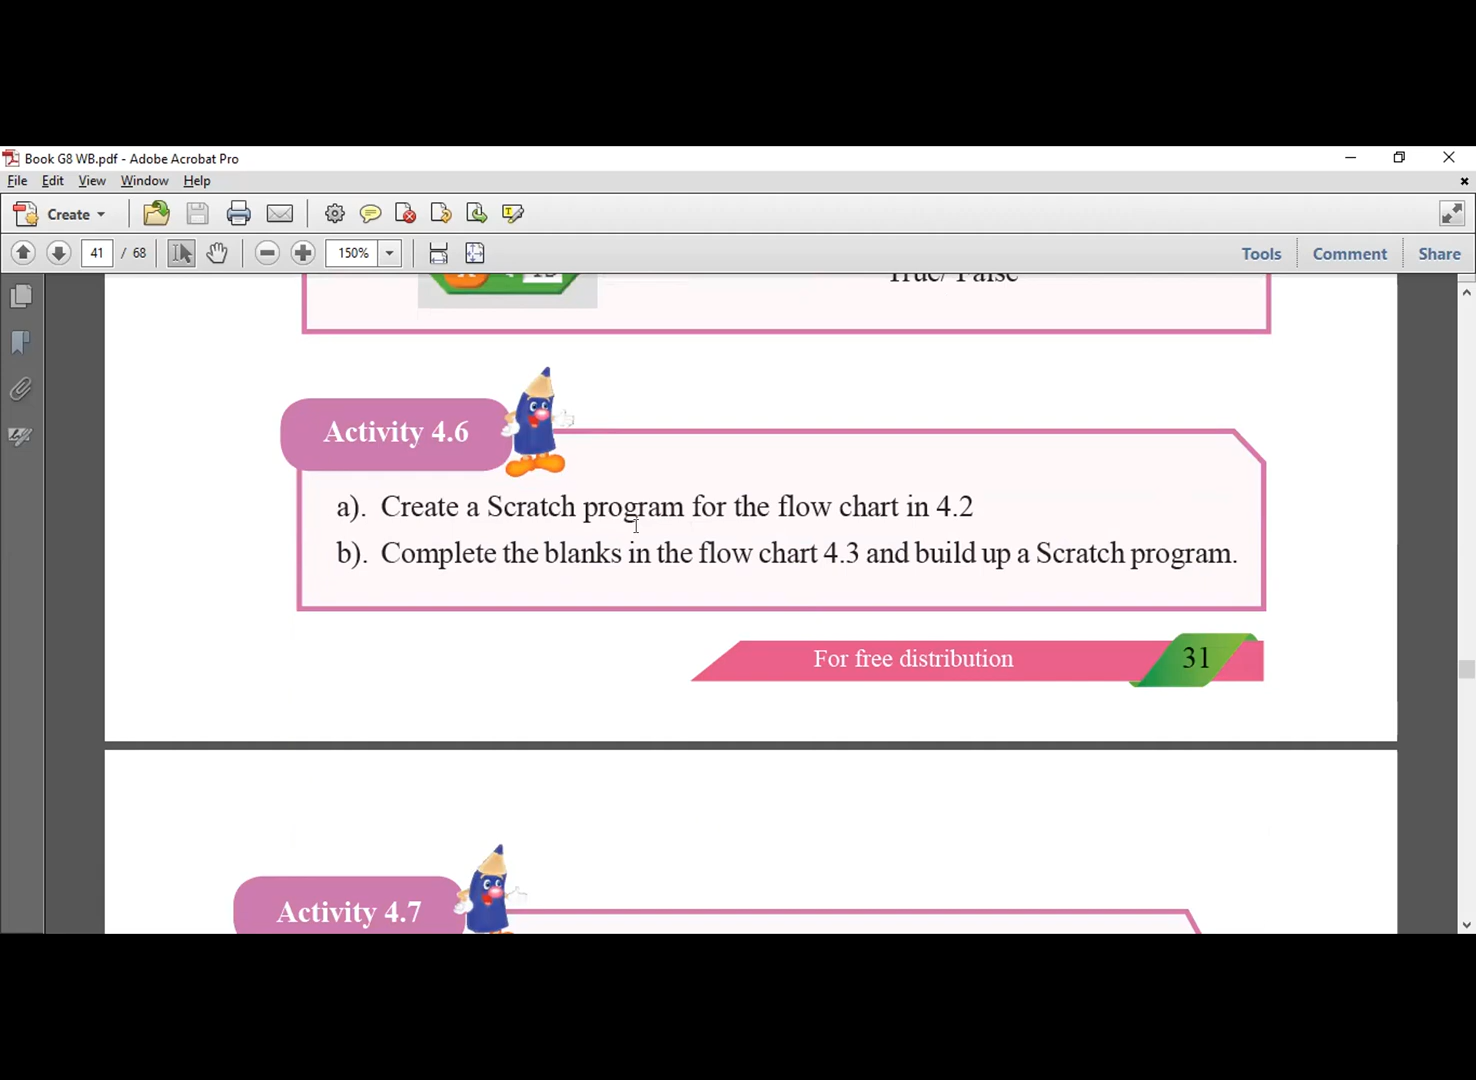 Book G8 WB.pdf - Adobe Acrobat Pro
File Edit View Window Help
Create
41 / 68 150% Tools Comment Share
True/ False
Activity 4.6
a). Create a Scratch program for the flow chart in 4.2
b). Complete the blanks in the flow chart 4.3 and build up a Scratch program.
For free distribution 31
Activity 4.7